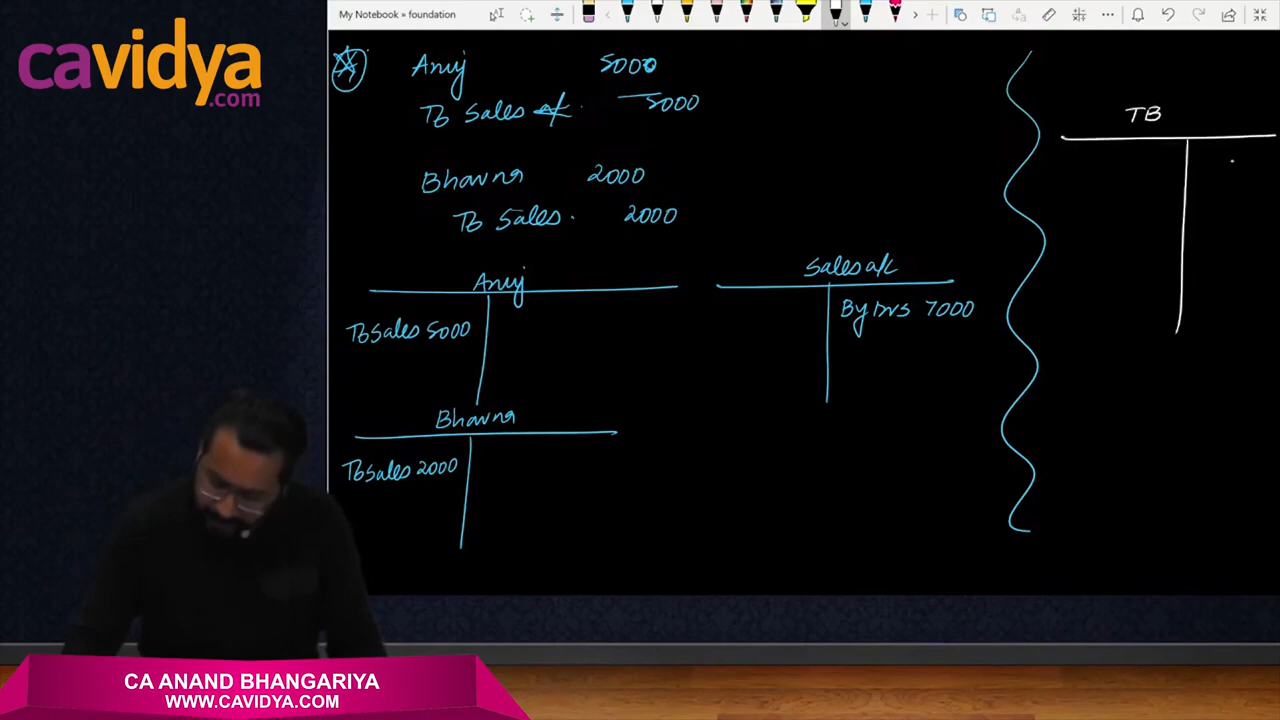 cavidya
.com
My Notebook » foundation
Anuj 5000
To Sales a/c 5000
Bhavna 2000
To Sales. 2000
Anuj
To Sales 5000
Bhavna
To Sales 2000
Sales a/c
By Drs 7000
TB
CA ANAND BHANGARIYA
WWW.CAVIDYA.COM